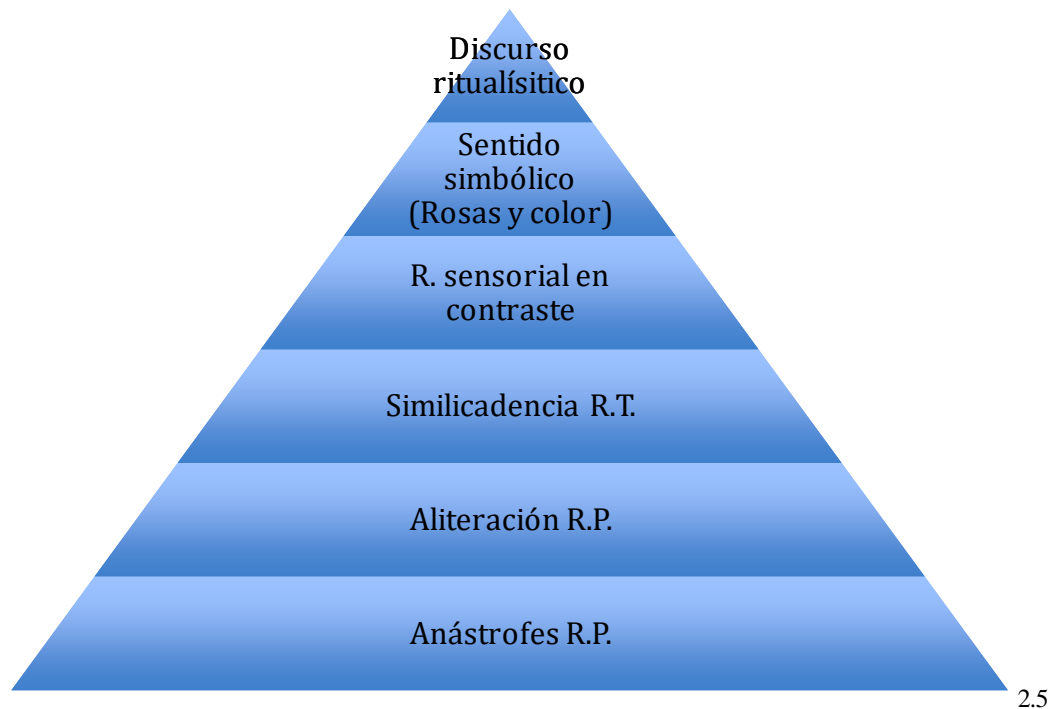 Discurso
ritualísitico
Sentido
simbólico
(Rosas y color)
R. sensorial en
contraste
Similicadencia R.T.
Aliteración R.P.
Anástrofes R.P.
2.5